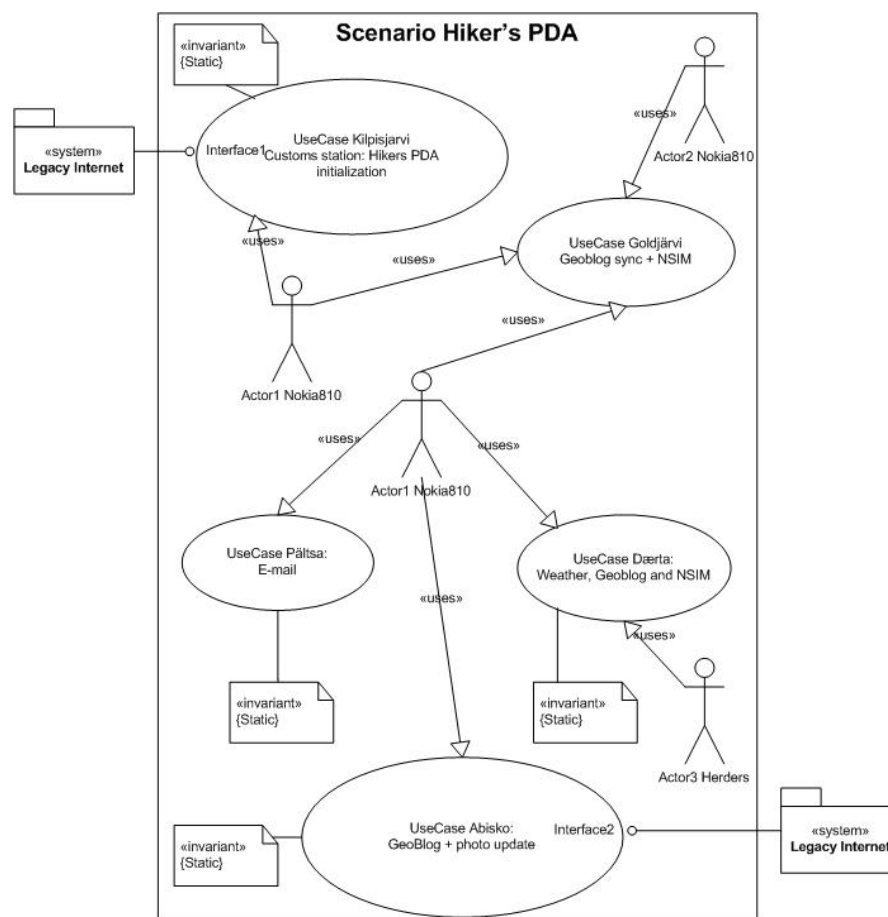 Scenario Hiker's PDA
«invariant»
{Static}
«uses»
Actor2 Nokia810
«system»
Legacy Internet
Interface1
UseCase Kilpisjarvi
Customs station: Hikers PDA
initialization
«uses»
«uses»
UseCase Goldjärvi
Geoblog sync + NSIM
Actor1 Nokia810
«uses»
«uses»
Actor1 Nokia810
«uses»
UseCase Pältsa:
E-mail
UseCase Dærta:
Weather, Geoblog and NSIM
«uses»
«uses»
«invariant»
{Static}
«invariant»
{Static}
Actor3 Herders
«invariant»
{Static}
UseCase Abisko:
GeoBlog + photo update
Interface2
«system»
Legacy Internet